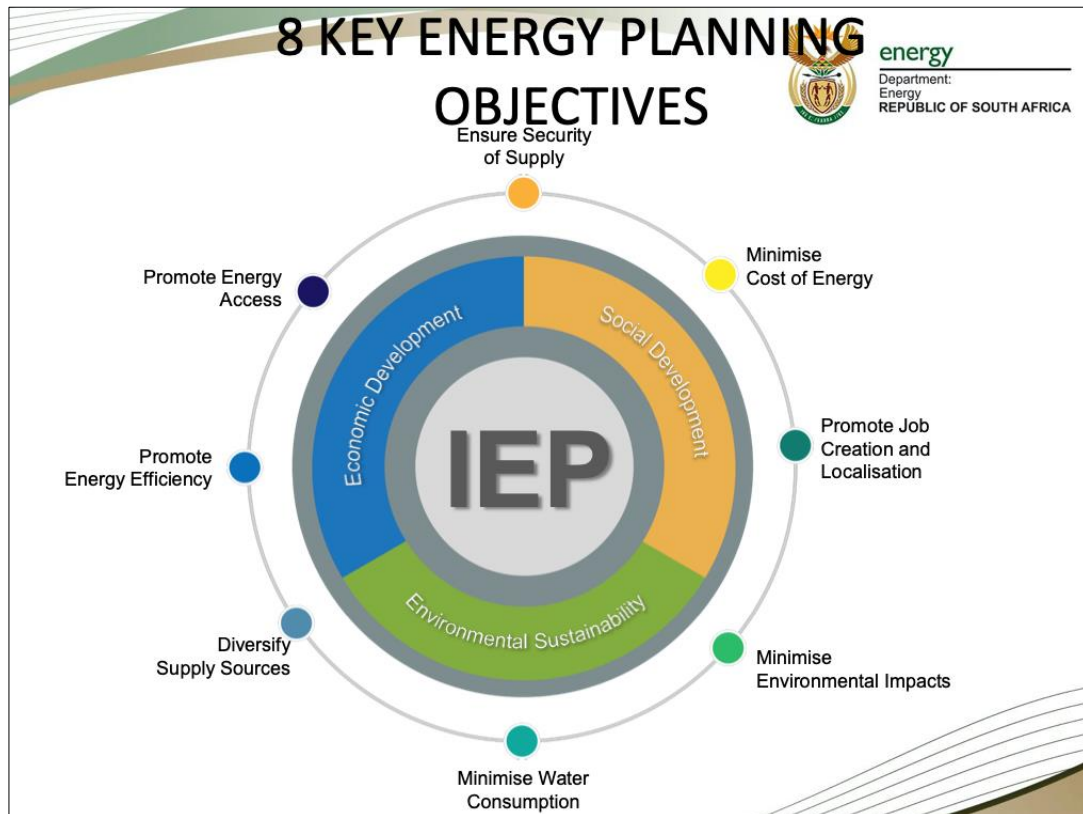 8 KEY ENERGY PLANNING
OBJECTIVES
energy
Department:
Energy
REPUBLIC OF SOUTH AFRICA
Ensure Security
of Supply
Minimise
Cost of Energy
Promote Job
Creation and
Localisation
Minimise
Environmental Impacts
Minimise Water
Consumption
Diversify
Supply Sources
Promote
Energy Efficiency
Promote Energy
Access
Economic Development
Social Development
Environmental Sustainability
IEP